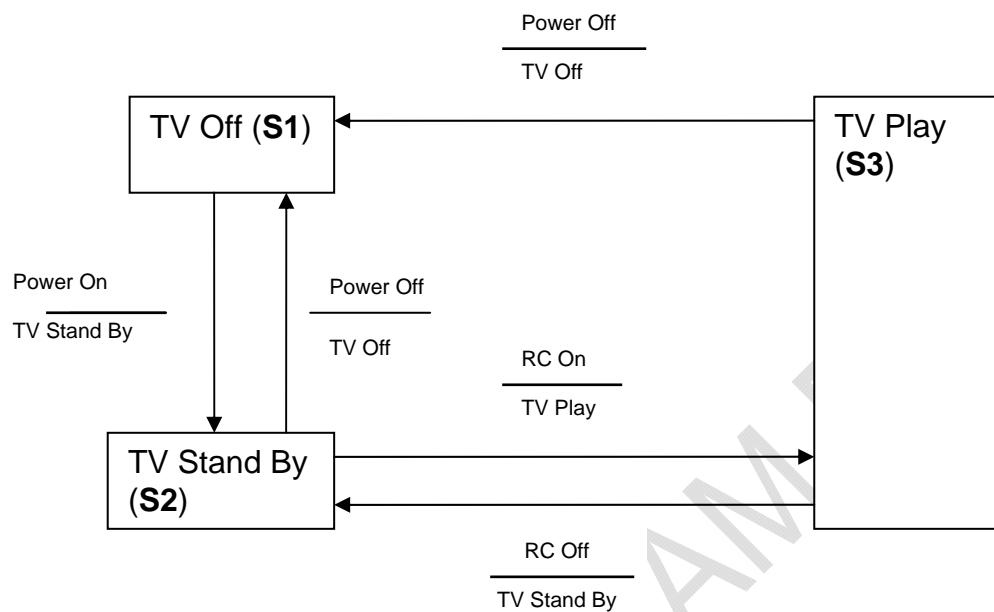 Power Off
TV Off
TV Off (S1)
TV Play
(S3)
Power On
TV Stand By
Power Off
TV Off
RC On
TV Play
TV Stand By
(S2)
RC Off
TV Stand By
AM